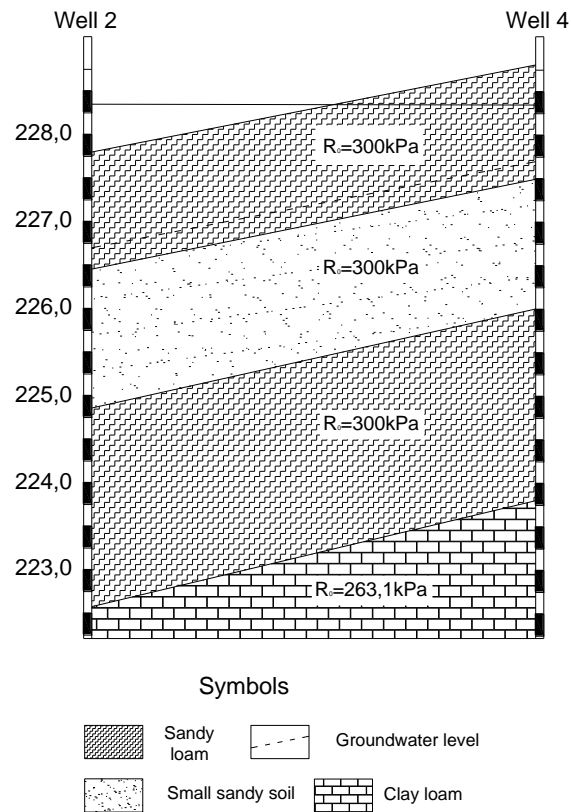 Well 2
Well 4
228,0
R₀=300kPa
227,0
R₀=300kPa
226,0
225,0
R₀=300kPa
224,0
223,0
R₀=263,1kPa
Symbols
Sandy
loam
Groundwater level
Small sandy soil
Clay loam